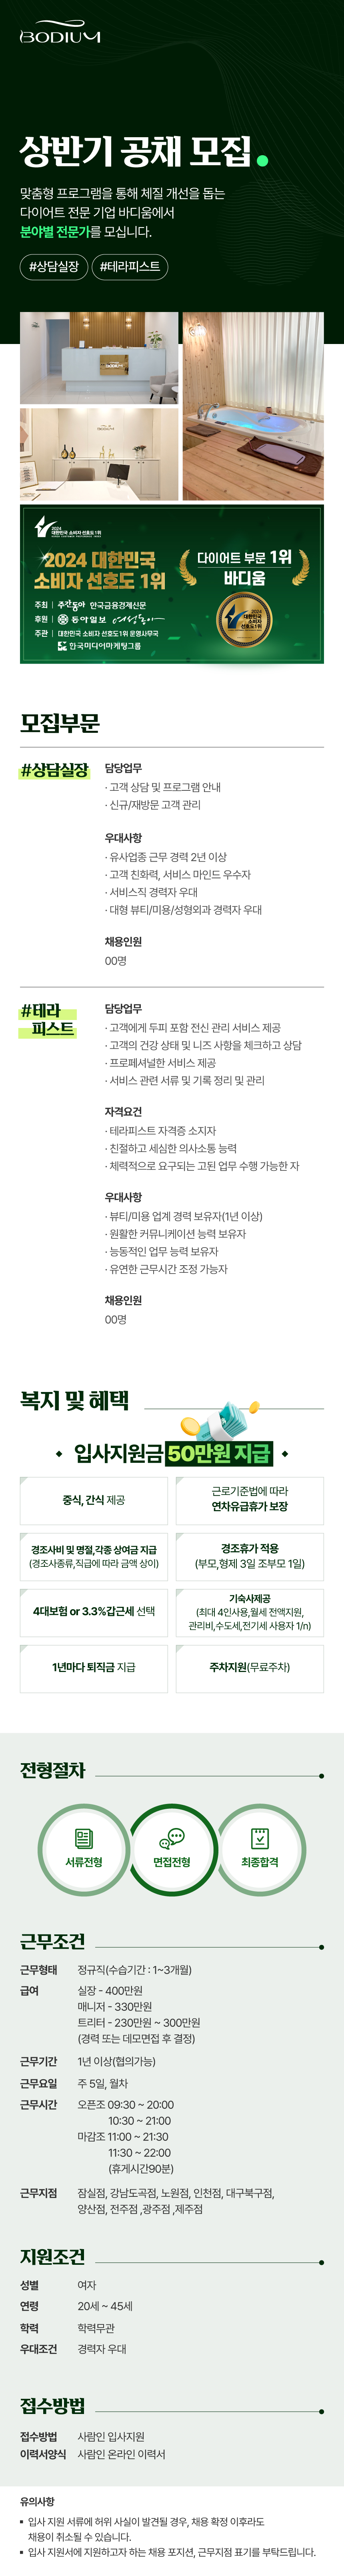 BODIUM
상반기 공채 모집
맞춤형 프로그램을 통해 체질 개선을 돕는
다이어트 전문 기업 바디움에서
분야별 전문가를 모십니다.
#상담실장 #테라피스트
2024
대한민국 소비자 선호도 1위
2024 대한민국
소비자 선호도 1위
주최 | 주간동아 한국금융경제신문
후원 | 동아일보 여성동아
주관 | 대한민국 소비자 선호도1위 운영사무국
한국미디어마케팅그룹
다이어트 부문 1위
바디움
2024
대한민국
소비자 선호도
1위
모집부문
#상담실장
담당업무
· 고객 상담 및 프로그램 안내
· 신규/재방문 고객 관리
우대사항
· 유사업종 근무 경력 2년 이상
· 고객 친화력, 서비스 마인드 우수자
· 서비스직 경력자 우대
· 대형 뷰티/미용/성형외과 경력자 우대
채용인원
00명
#테라
피스트
담당업무
· 고객에게 두피 포함 전신 관리 서비스 제공
· 고객의 건강 상태 및 니즈 사항을 체크하고 상담
· 프로페셔널한 서비스 제공
· 서비스 관련 서류 및 기록 정리 및 관리
자격요건
· 테라피스트 자격증 소지자
· 친절하고 세심한 의사소통 능력
· 체력적으로 요구되는 고된 업무 수행 가능한 자
우대사항
· 뷰티/미용 업계 경력 보유자(1년 이상)
· 원활한 커뮤니케이션 능력 보유자
· 능동적인 업무 능력 보유자
· 유연한 근무시간 조정 가능자
채용인원
00명
복지 및 혜택
입사지원금 50만원 지급
중식, 간식 제공
근로기준법에 따라
연차유급휴가 보장
경조사비 및 명절,각종 상여금 지급
(경조사종류,직급에 따라 금액 상이)
경조휴가 적용
(부모,형제 3일 조부모 1일)
4대보험 or 3.3%갑근세 선택
기숙사제공
(최대 4인사용,월세 전액지원,
관리비,수도세,전기세 사용자 1/n)
1년마다 퇴직금 지급
주차지원(무료주차)
전형절차
서류전형
면접전형
최종합격
근무조건
근무형태 정규직(수습기간 : 1~3개월)
급여 실장 - 400만원
매니저 - 330만원
트리터 - 230만원 ~ 300만원
(경력 또는 데모면접 후 결정)
근무기간 1년 이상(협의가능)
근무요일 주 5일, 월차
근무시간 오픈조 09:30 ~ 20:00
10:30 ~ 21:00
마감조 11:00 ~ 21:30
11:30 ~ 22:00
(휴게시간90분)
근무지점 잠실점, 강남도곡점, 노원점, 인천점, 대구북구점,
양산점, 전주점 ,광주점 ,제주점
지원조건
성별 여자
연령 20세 ~ 45세
학력 학력무관
우대조건 경력자 우대
접수방법
접수방법 사람인 입사지원
이력서양식 사람인 온라인 이력서
유의사항
▪ 입사 지원 서류에 허위 사실이 발견될 경우, 채용 확정 이후라도
채용이 취소될 수 있습니다.
▪ 입사 지원서에 지원하고자 하는 채용 포지션, 근무지점 표기를 부탁드립니다.